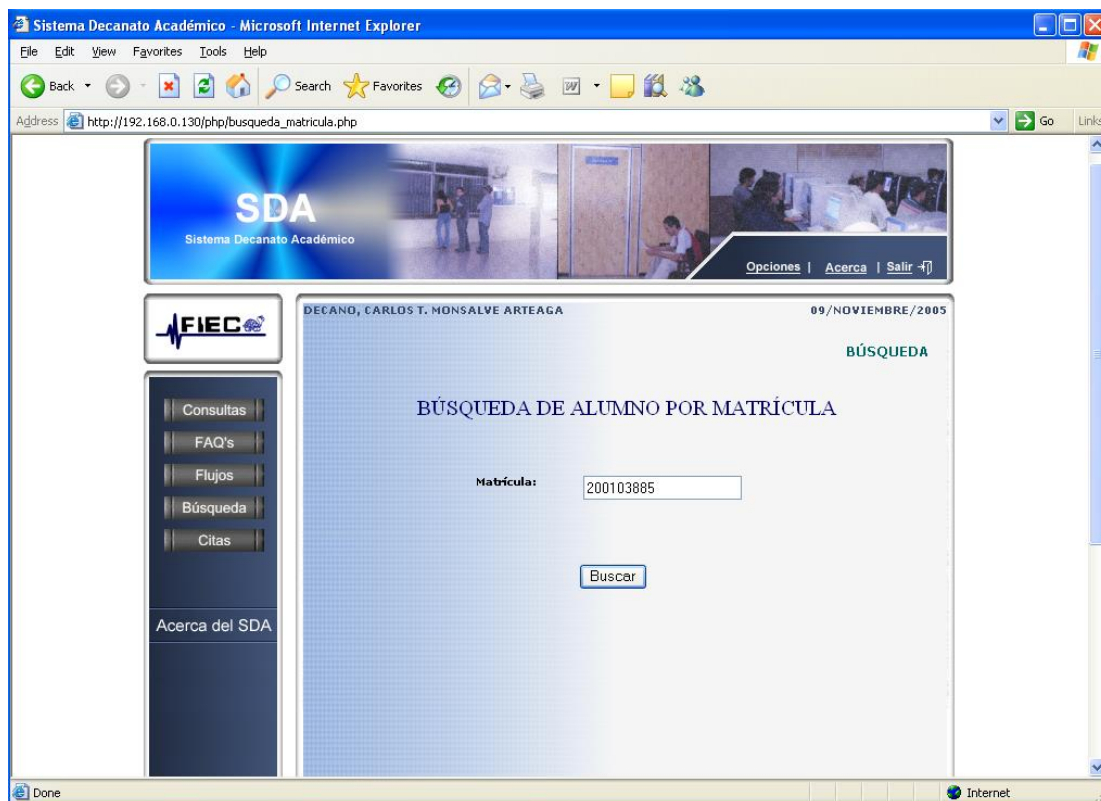 Sistema Decanato Académico - Microsoft Internet Explorer
File Edit View Favorites Tools Help
Back Search Favorites
Address http://192.168.0.130/php/busqueda_matricula.php Go Links
SDA
Sistema Decanato Académico
Opciones | Acerca | Salir
FIEC
DECANO, CARLOS T. MONSALVE ARTEAGA 09/NOVIEMBRE/2005
BÚSQUEDA
BÚSQUEDA DE ALUMNO POR MATRÍCULA
Consultas
FAQ's
Flujos
Búsqueda
Citas
Matrícula: 200103885
Buscar
Acerca del SDA
Done Internet